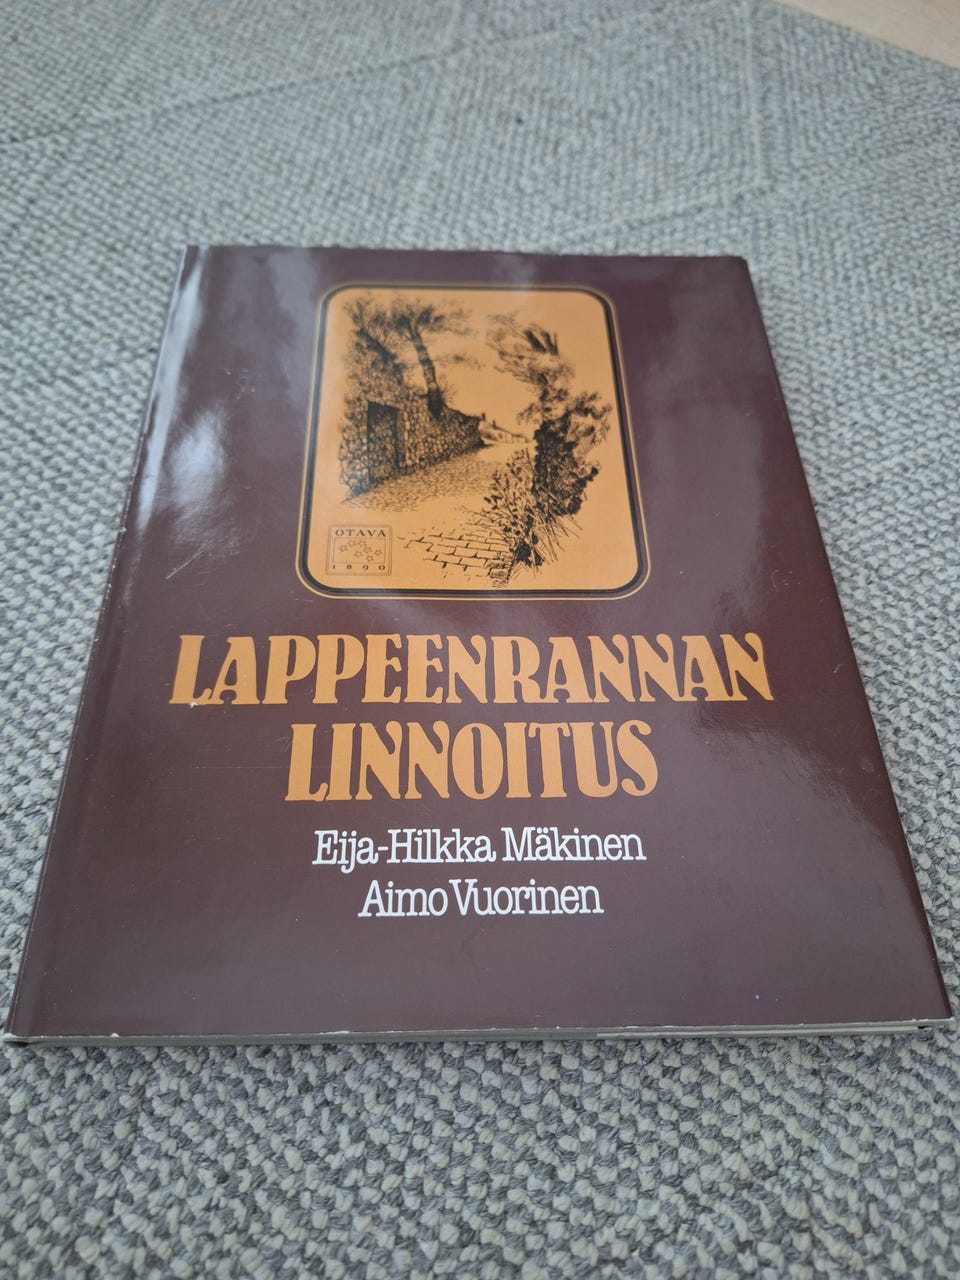 OTAVA
1890
LAPPEENRANNAN
LINNOITUS
Eija-Hilkka Mäkinen
Aimo Vuorinen